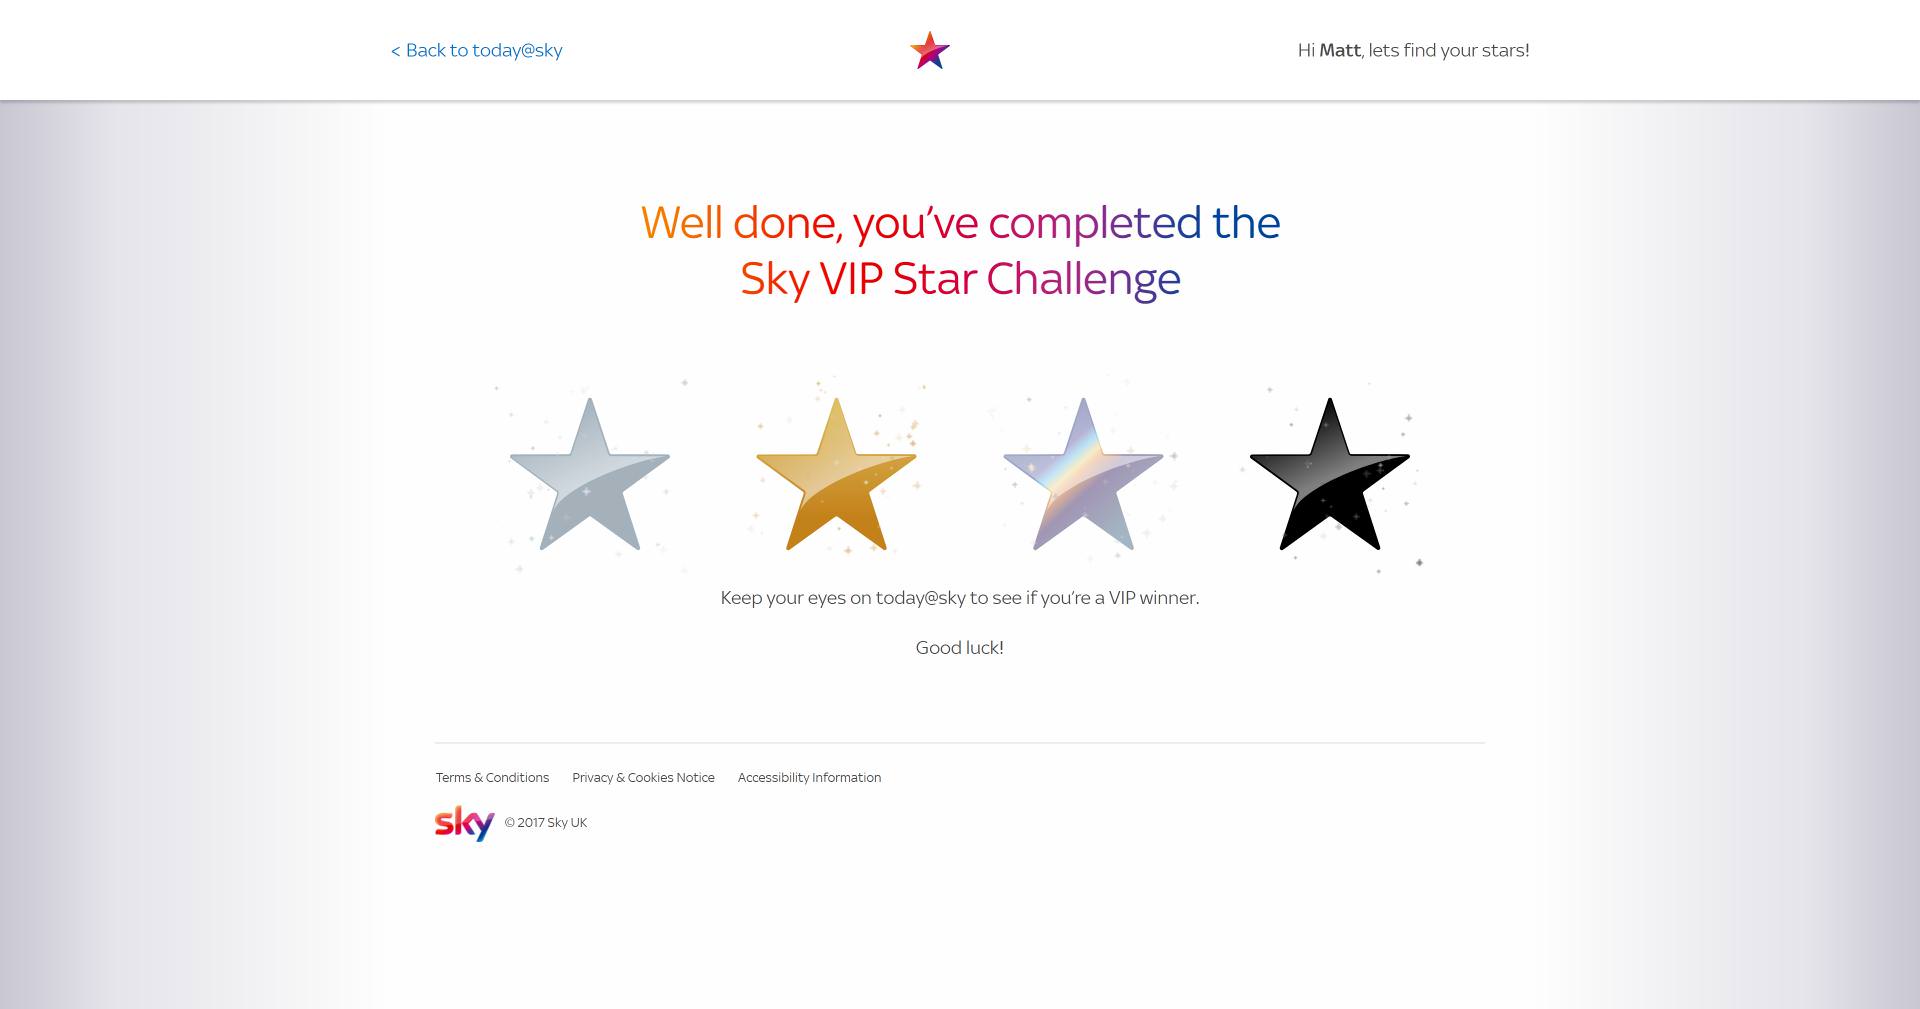 < Back to today@sky
Hi Matt, lets find your stars!
Well done, you've completed the
Sky VIP Star Challenge
Keep your eyes on today@sky to see if you're a VIP winner.
Good luck!
Terms & Conditions Privacy & Cookies Notice Accessibility Information
sky © 2017 Sky UK